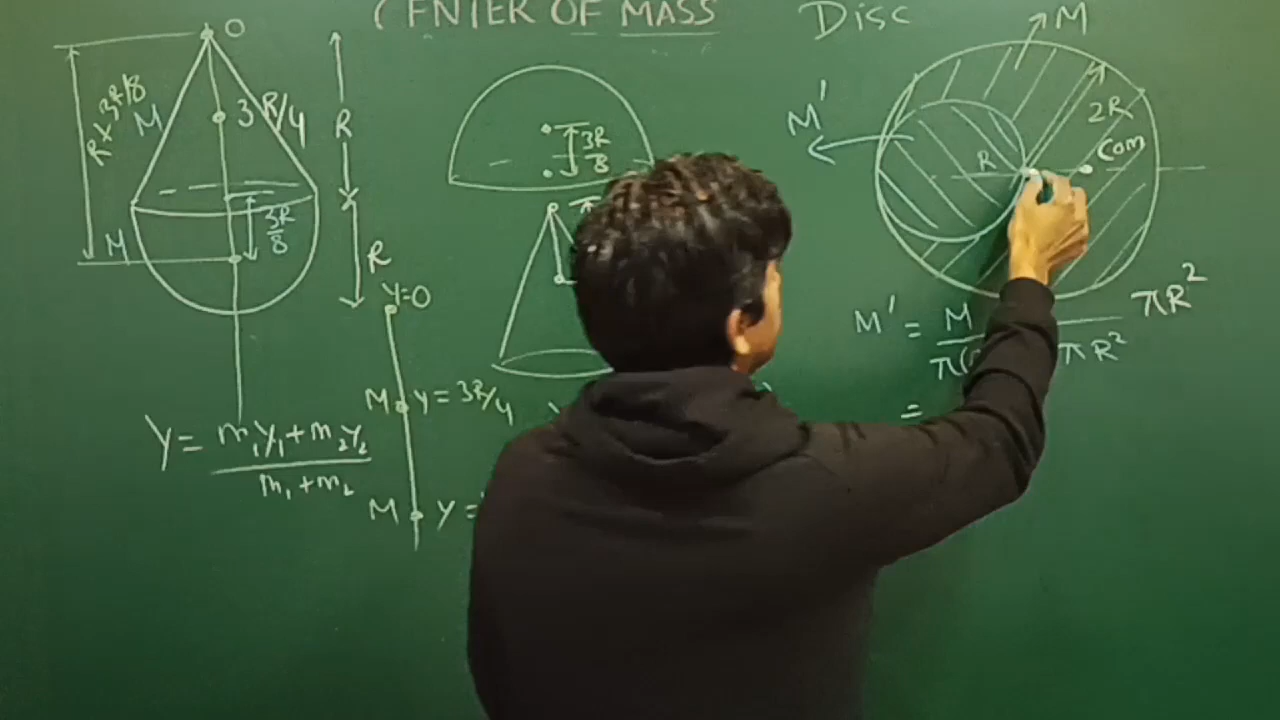 CENTER OF MASS
Disc
O
M
R + 3R/8
M
3R/4
R
3R/8
M
R
3R/8
M'
M
2R
R
Com
y=0
M y = 3R/4
M y =
Y = m₁y₁+m₂y₂ / m₁+m₂
M' = M / π πR² πR²
=